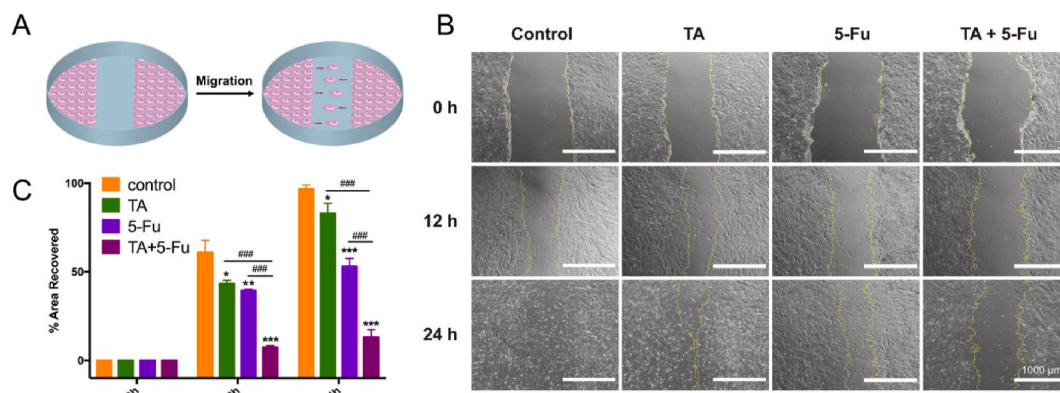 A
Migration
B
Control TA 5-Fu TA + 5-Fu
0 h
12 h
24 h
1000 μm
C
control
TA
5-Fu
TA+5-Fu
% Area Recovered
100
50
0
###
* ###
* **
***
###
* ###
***
***